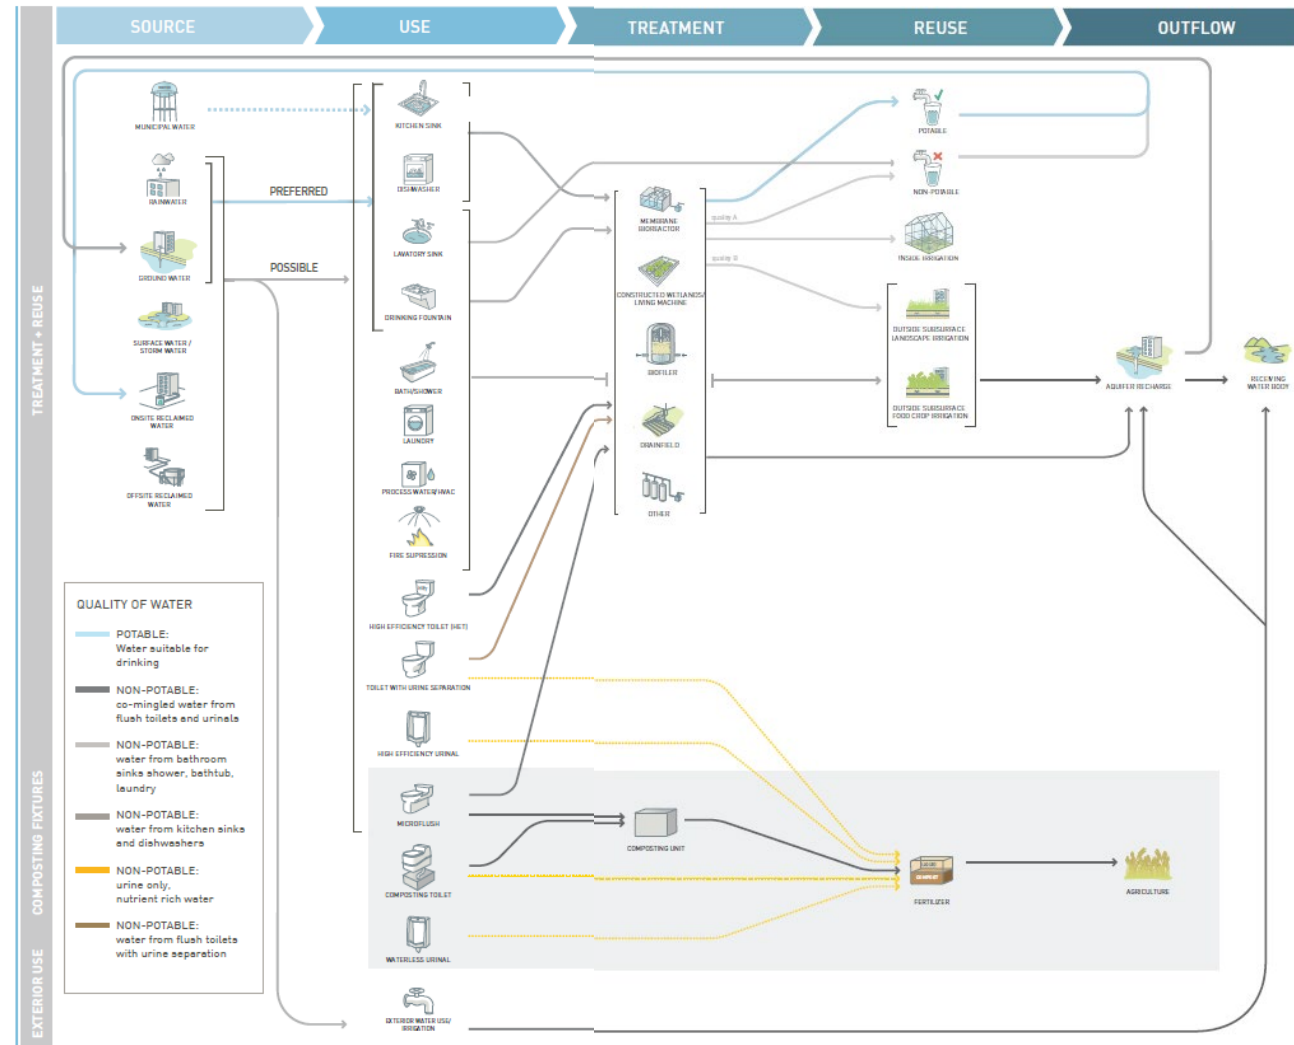 SOURCE
USE
TREATMENT
REUSE
OUTFLOW
TREATMENT + REUSE
COMPOSTING FIXTURES
EXTERIOR USE
MUNICIPAL WATER
RAINWATER
GROUND WATER
SURFACE WATER /
STORM WATER
ONSITE RECLAIMED
WATER
OFFSITE RECLAIMED
WATER
PREFERRED
POSSIBLE
KITCHEN SINK
DISHWASHER
LAVATORY SINK
DRINKING FOUNTAIN
BATH/SHOWER
LAUNDRY
PROCESS WATER/HVAC
FIRE SUPRESSION
HIGH EFFICIENCY TOILET (HET)
TOILET WITH URINE SEPARATION
HIGH EFFICIENCY URINAL
MICROFLUSH
COMPOSTING TOILET
WATERLESS URINAL
EXTERIOR WATER USE/
IRRIGATION
MEMBRANE
BIOREACTOR
CONSTRUCTED WETLANDS/
LIVING MACHINE
BIOFILER
DRAINFIELD
OTHER
COMPOSTING UNIT
quality A
quality B
POTABLE
NON-POTABLE
INSIDE IRRIGATION
OUTSIDE SUBSURFACE
LANDSCAPE IRRIGATION
OUTSIDE SUBSURFACE
FOOD CROP IRRIGATION
FERTILIZER
AQUIFER RECHARGE
RECEIVING
WATER BODY
AGRICULTURE
QUALITY OF WATER
POTABLE:
Water suitable for
drinking
NON-POTABLE:
co-mingled water from
flush toilets and urinals
NON-POTABLE:
water from bathroom
sinks shower, bathtub,
laundry
NON-POTABLE:
water from kitchen sinks
and dishwashers
NON-POTABLE:
urine only,
nutrient rich water
NON-POTABLE:
water from flush toilets
with urine separation